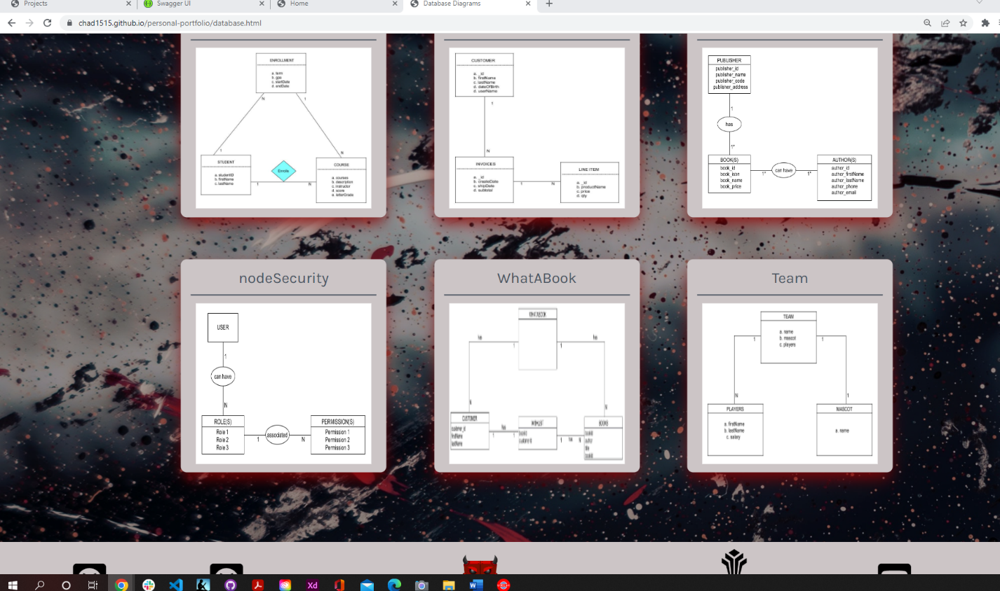 Projects
Swagger UI
Home
Database Diagrams
chad1515.github.io/personal-portfolio/database.html
ENROLLMENT
a. term
b. gpa
c. startDate
d. endDate
N
1
1
N
STUDENT
a. studentID
b. firstName
c. lastName
Enrolls
1
N
COURSE
a. courses
b. description
c. instructor
d. score
e. letterGrade
CUSTOMER
a. _id
b. firstName
c. lastName
d. dateOfBirth
d. userName
1
N
INVOICES
a. _id
b. createDate
c. shipDate
d. subtotal
1
N
LINE ITEM
a. _id
b. productName
c. price
d. qty
PUBLISHER
publisher_id
publisher_name
publisher_code
publisher_address
1
has
1*
BOOK(S)
book_id
book_name
book_price
1*
can have
1*
AUTHOR(S)
author_id
author_firstName
author_lastName
author_phone
author_email
nodeSecurity
USER
1
can have
N
ROLE(S)
Role 1
Role 2
Role 3
1
associated
N
PERMISSION(S)
Permission 1
Permission 2
Permission 3
WhatABook
WHATABOOK
has
1
1
has
N
N
CUSTOMER
customer_id
firstName
lastName
has
1
1
WISHLIST
bookId
customerId
1
has
N
BOOKS
bookId
author
title
bookId
Team
TEAM
a. name
b. mascot
c. players
1
1
N
1
PLAYERS
a. firstName
b. lastName
c. salary
MASCOT
a. name
Xd